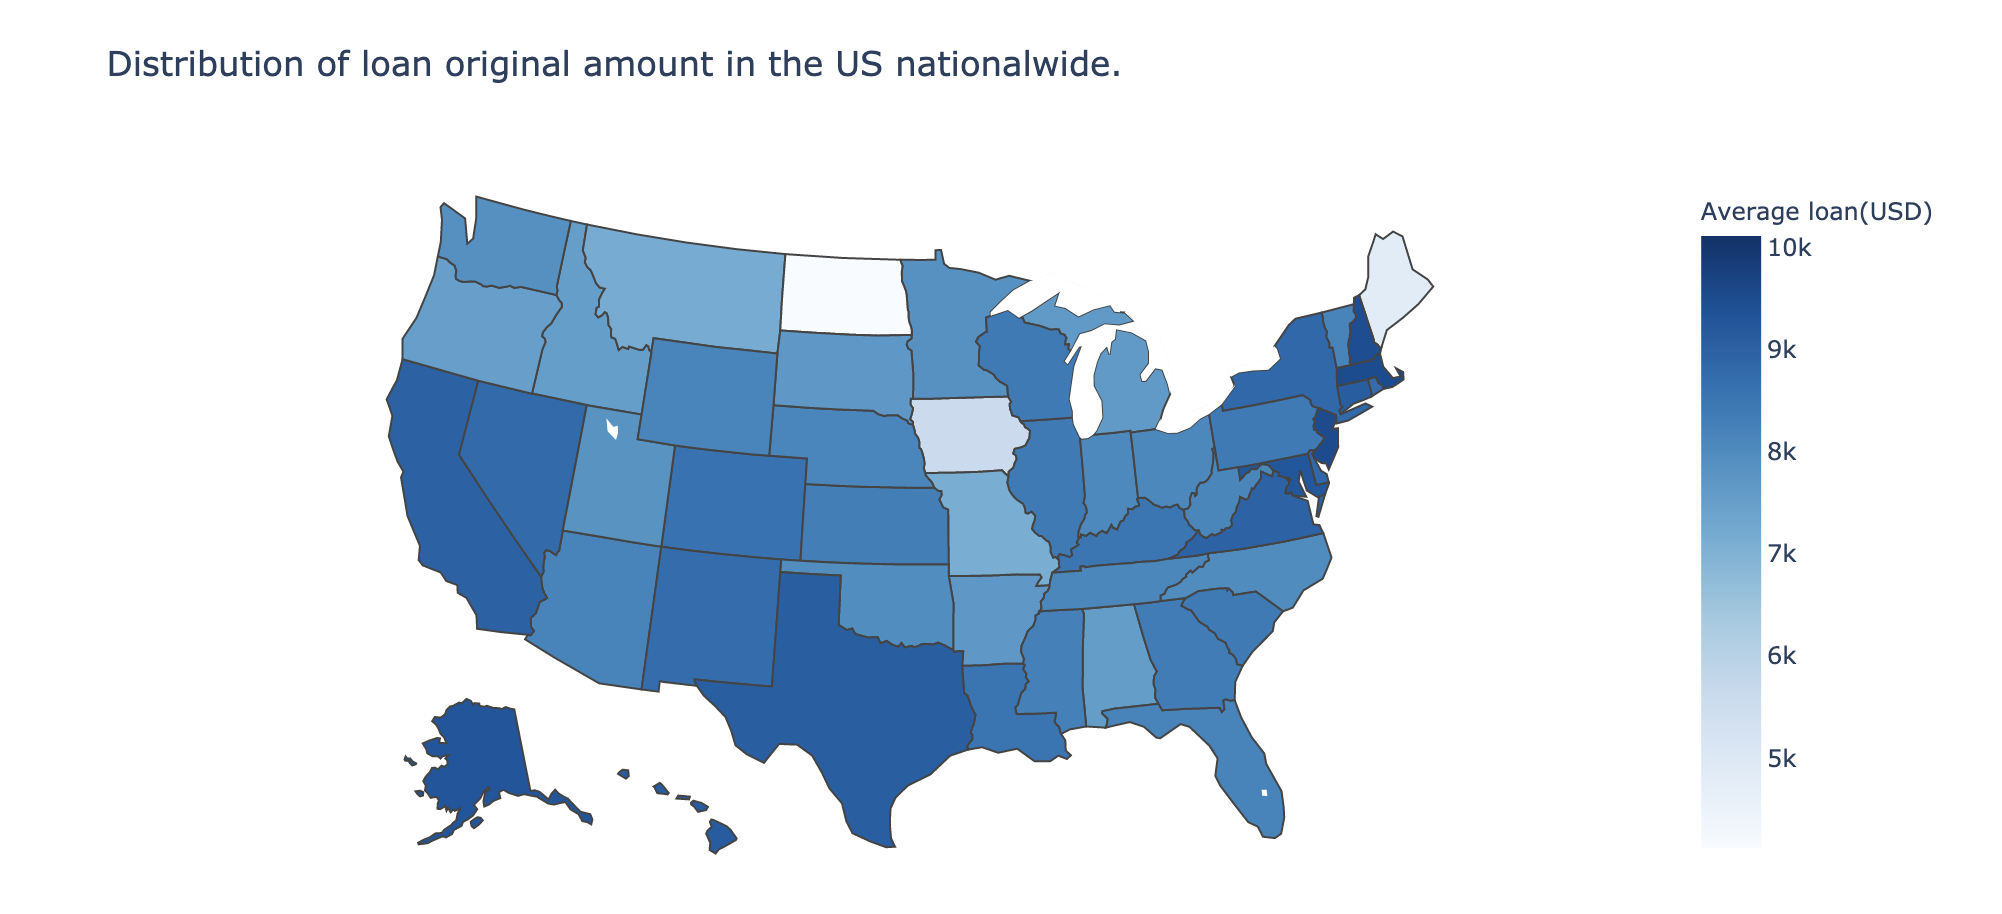 Distribution of loan original amount in the US nationalwide.
Average loan(USD)
10k
9k
8k
7k
6k
5k